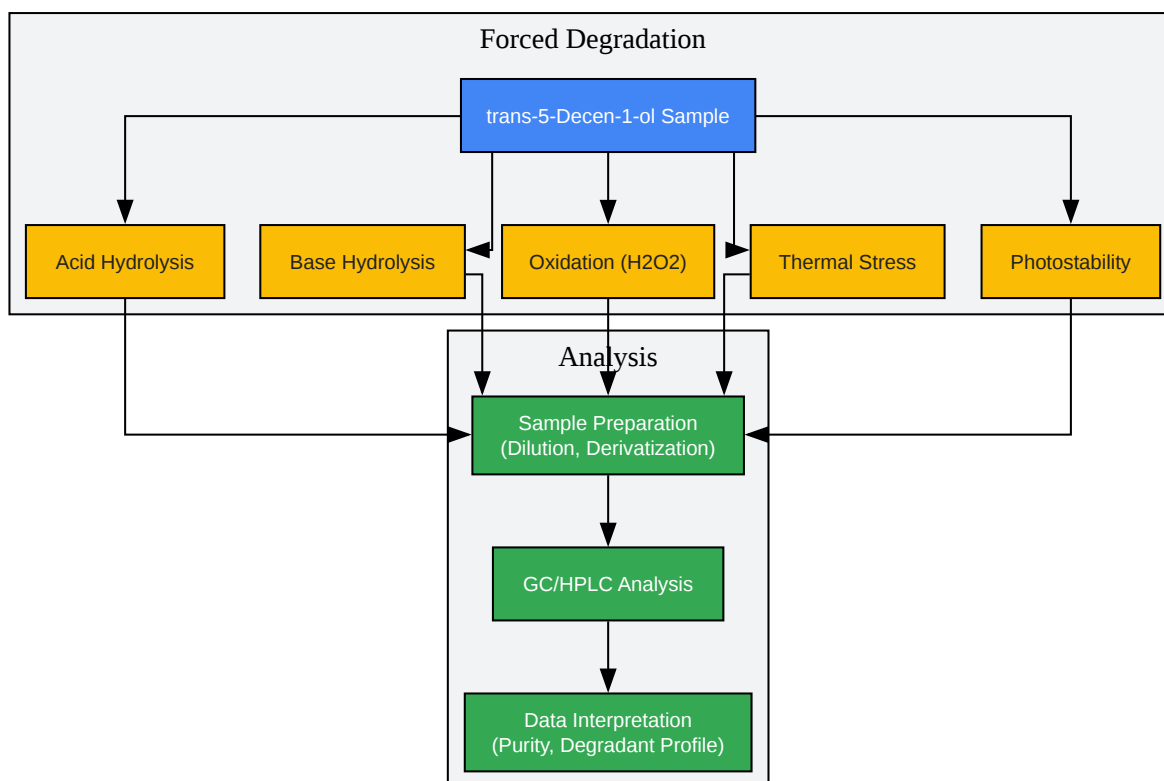 Forced Degradation
trans-5-Decen-1-ol Sample
Acid Hydrolysis
Base Hydrolysis
Oxidation (H2O2)
Thermal Stress
Photostability
Analysis
Sample Preparation
(Dilution, Derivatization)
GC/HPLC Analysis
Data Interpretation
(Purity, Degradant Profile)